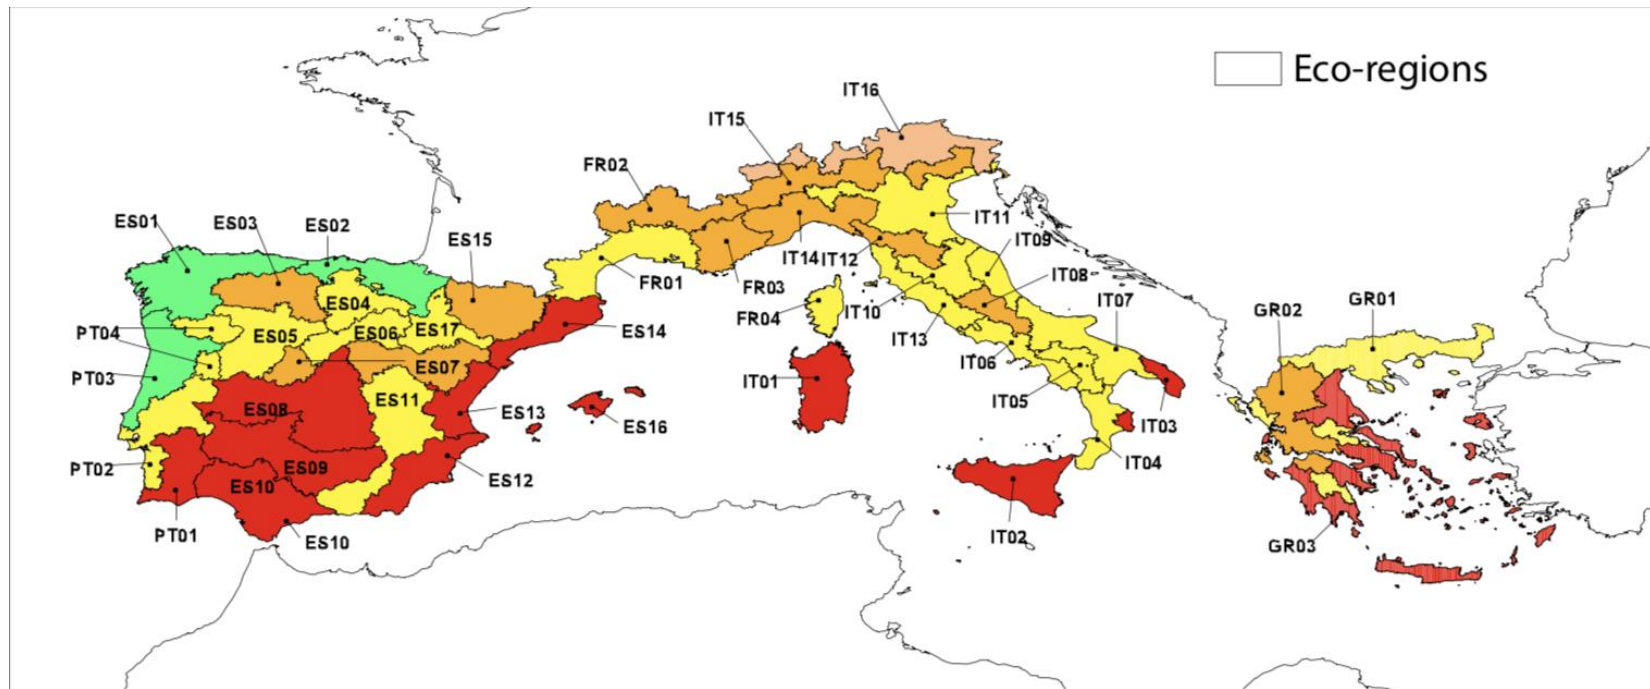 Eco-regions
IT16
IT15
FR02
ES01
ES03
ES02
ES15
IT11
IT09
IT14
IT12
FR01
FR03
IT08
IT07
GR01
GR02
ES04
PT04
ES05
ES06
ES17
ES14
FR04
IT10
IT13
IT06
PT03
ES07
IT01
IT05
ES11
ES08
ES13
ES16
IT03
IT04
PT02
ES09
ES10
ES12
PT01
ES10
IT02
GR03